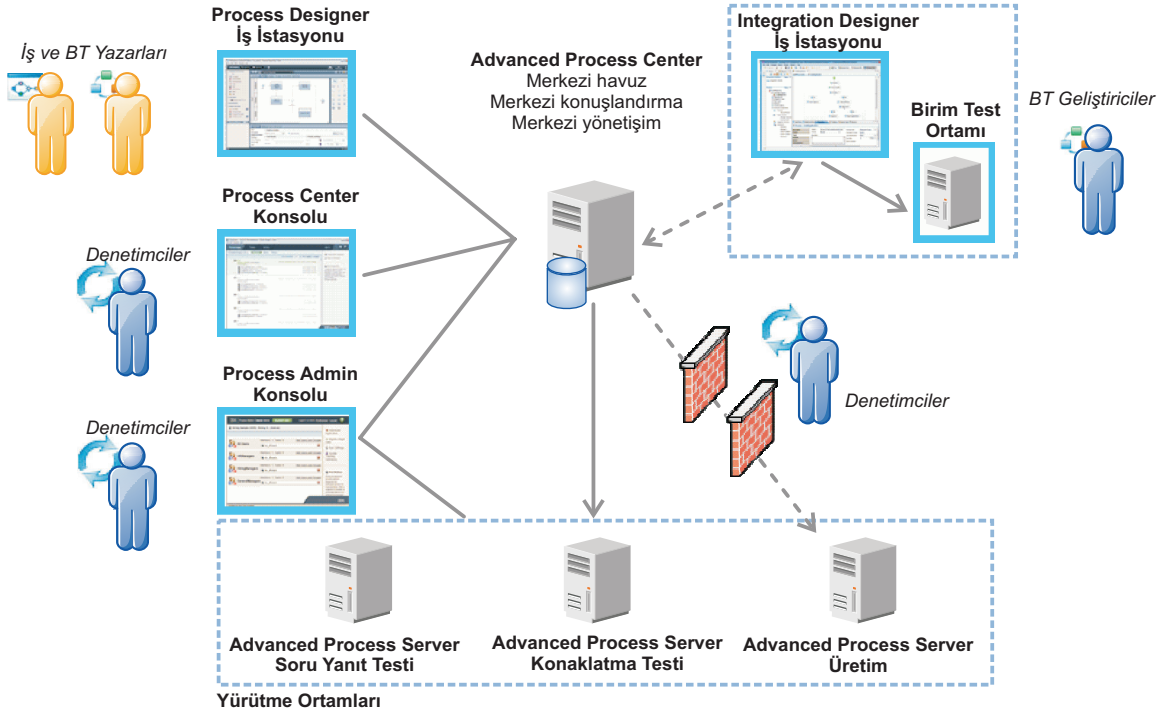 Process Designer
İş İstasyonu
İş ve BT Yazarları
Advanced Process Center
Merkezi havuz
Merkezi konuşlandırma
Merkezi yönetişim
Integration Designer
İş İstasyonu
Birim Test
Ortamı
BT Geliştiriciler
Process Center
Konsolu
Denetimciler
Process Admin
Konsolu
Denetimciler
Denetimciler
Advanced Process Server
Soru Yanıt Testi
Advanced Process Server
Konaklatma Testi
Advanced Process Server
Üretim
Yürütme Ortamları